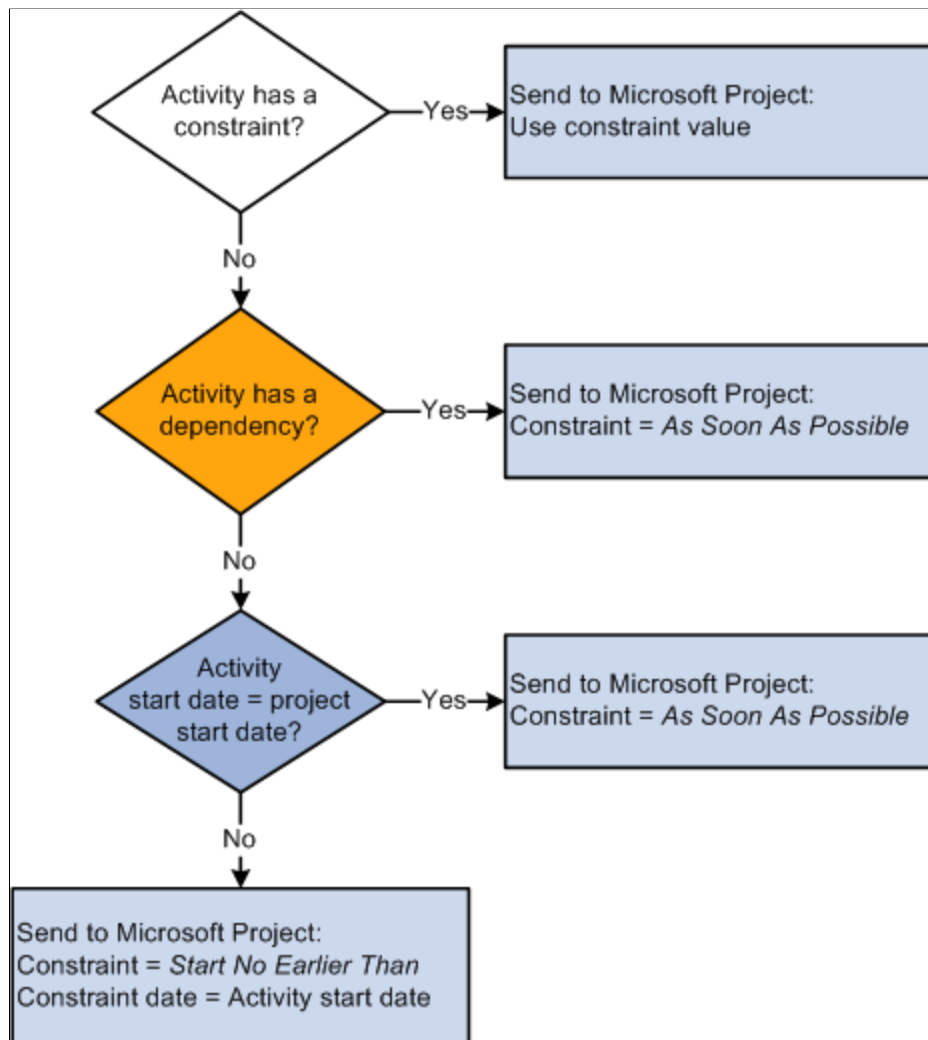 Activity has a
constraint?
Yes
Send to Microsoft Project:
Use constraint value
No
Activity has a
dependency?
Yes
Send to Microsoft Project:
Constraint = As Soon As Possible
No
Activity
start date = project
start date?
Yes
Send to Microsoft Project:
Constraint = As Soon As Possible
No
Send to Microsoft Project:
Constraint = Start No Earlier Than
Constraint date = Activity start date